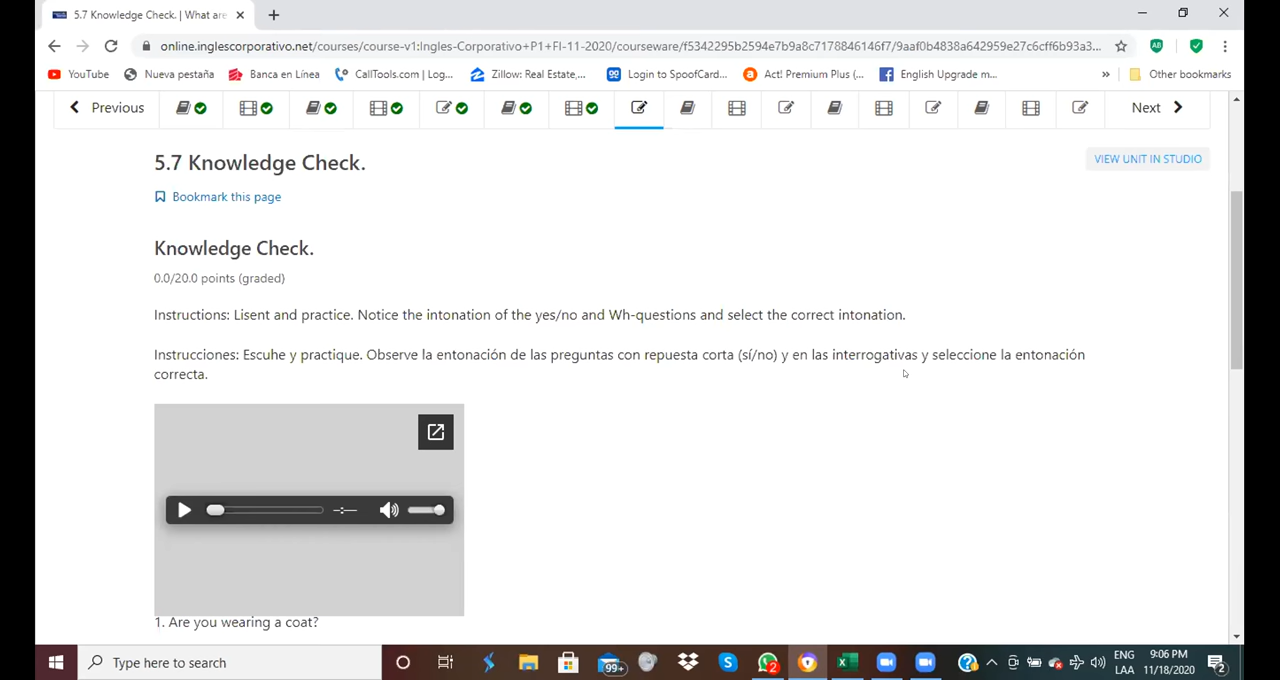 5.7 Knowledge Check. | What are
online.inglescorporativo.net/courses/course-v1:Ingles-Corporativo+P1+FI-11-2020/courseware/f5342295b2594e7b9a8c7178846146f7/9aaf0b4838a642959e27c6cff6b93a3...
YouTube Nueva pestaña Banca en Línea CallTools.com | Log... Zillow: Real Estate,... Login to SpoofCard... Act! Premium Plus (... English Upgrade m... » Other bookmarks
Previous Next
5.7 Knowledge Check.
VIEW UNIT IN STUDIO
Bookmark this page
Knowledge Check.
0.0/20.0 points (graded)
Instructions: Lisent and practice. Notice the intonation of the yes/no and Wh-questions and select the correct intonation.
Instrucciones: Escuhe y practique. Observe la entonación de las preguntas con repuesta corta (sí/no) y en las interrogativas y seleccione la entonación
correcta.
-:-
1. Are you wearing a coat?
Type here to search
99+
2
ENG
LAA
9:06 PM
11/18/2020
2